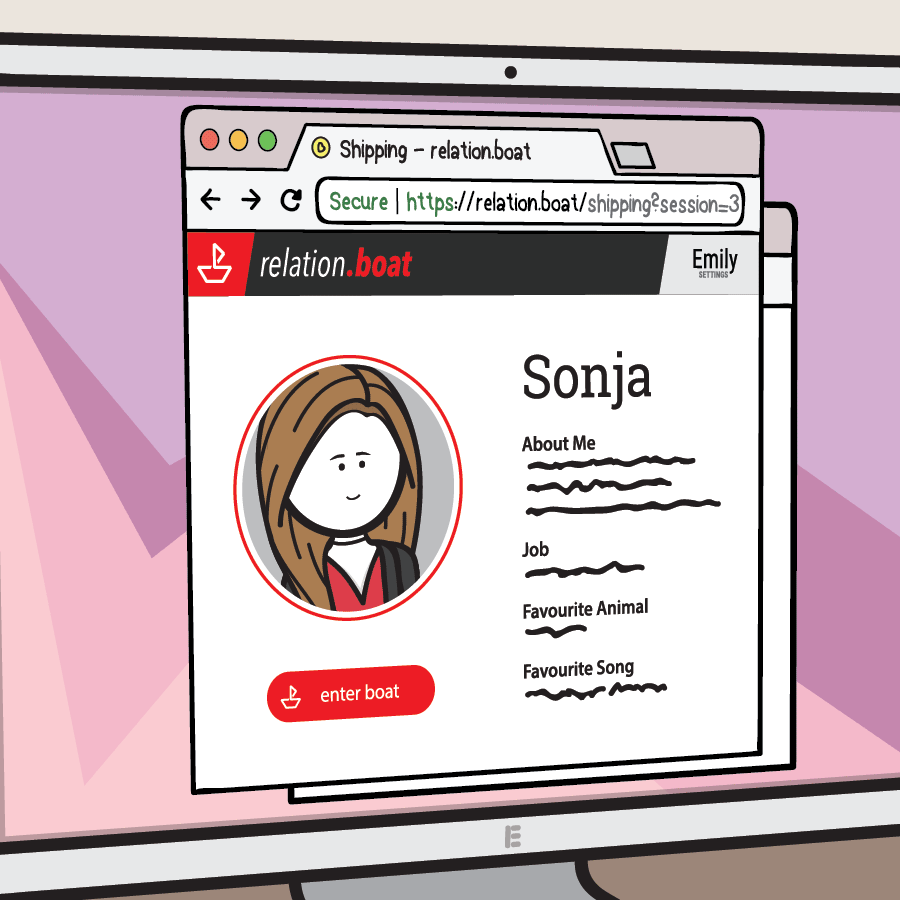 Shipping – relation.boat
Secure | https://relation.boat/shipping?session=3
relation.boat
Emily
SETTINGS
Sonja
About Me
Job
Favourite Animal
Favourite Song
enter boat